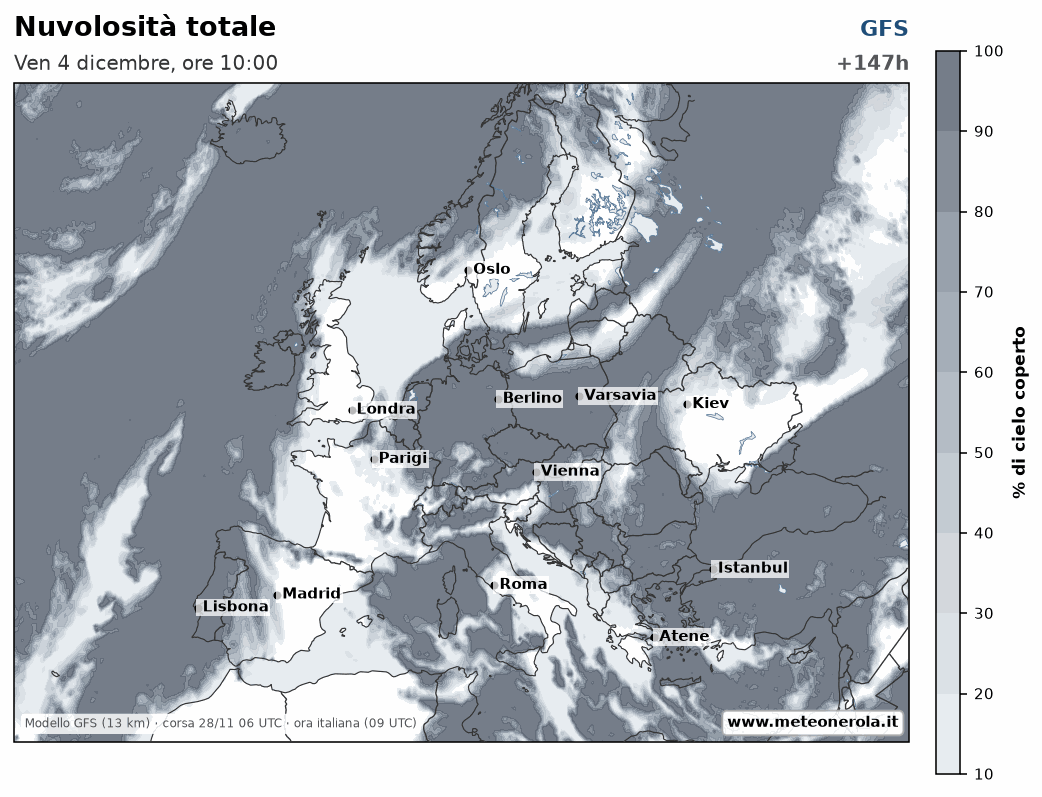 Nuvolosità totale
GFS
Ven 4 dicembre, ore 10:00
+147h
100
90
80
70
60
50
40
30
20
10
% di cielo coperto
Oslo
Berlino
Varsavia
Kiev
Londra
Parigi
Vienna
Istanbul
Roma
Madrid
Lisbona
Atene
Modello GFS (13 km) · corsa 28/11 06 UTC · ora italiana (09 UTC)
www.meteonerola.it